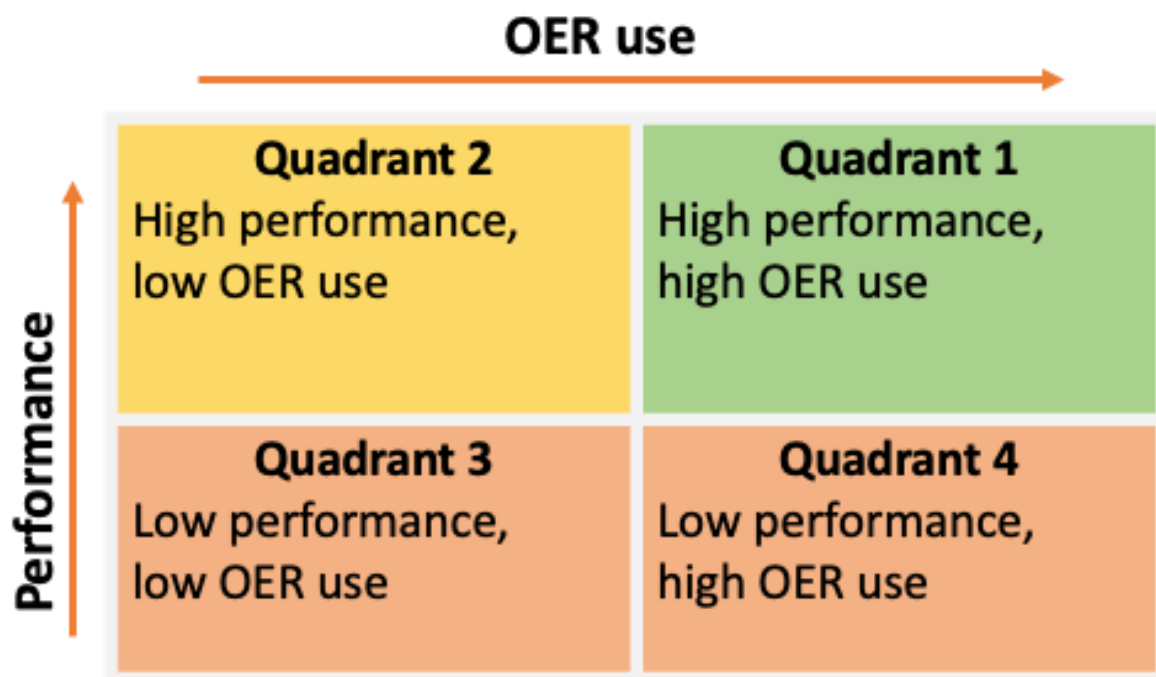 OER use
Performance
Quadrant 2
High performance,
low OER use
Quadrant 1
High performance,
high OER use
Quadrant 3
Low performance,
low OER use
Quadrant 4
Low performance,
high OER use